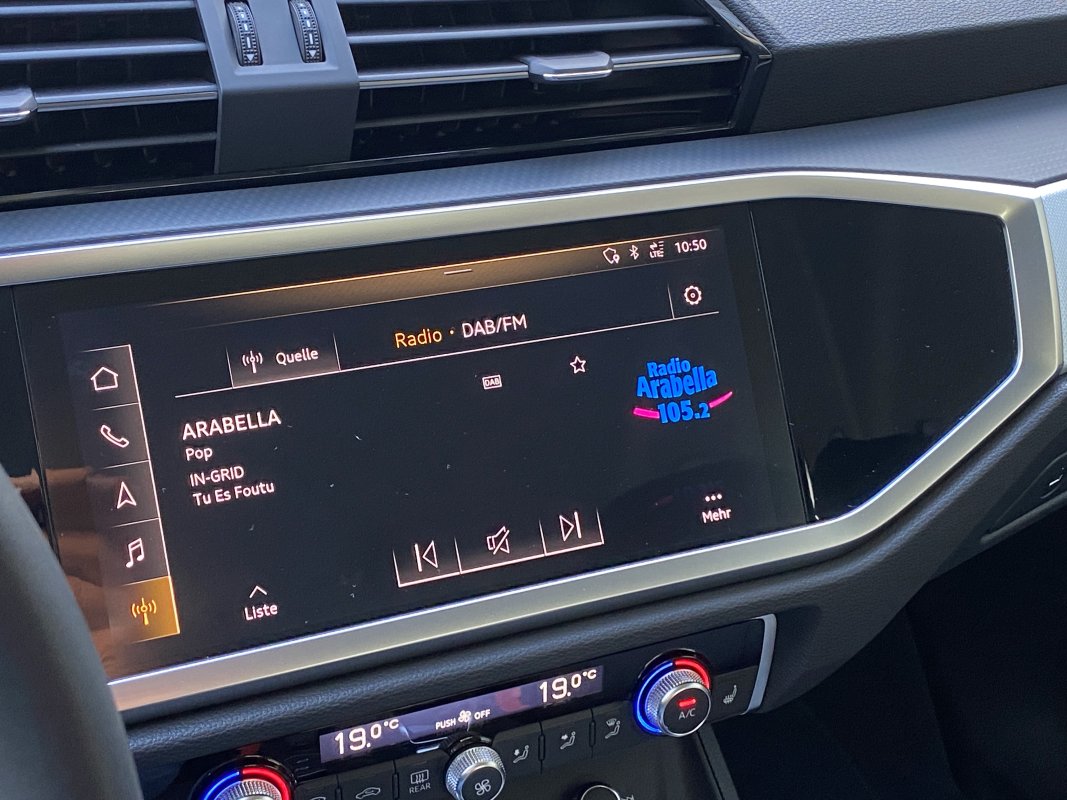 LTE 10:50
Quelle
Radio · DAB/FM
DAB
Radio
Arabella
105.2
ARABELLA
Pop
IN-GRID
Tu Es Foutu
Mehr
Liste
19.0°C
PUSH OFF
19.0°C
A/C
REAR